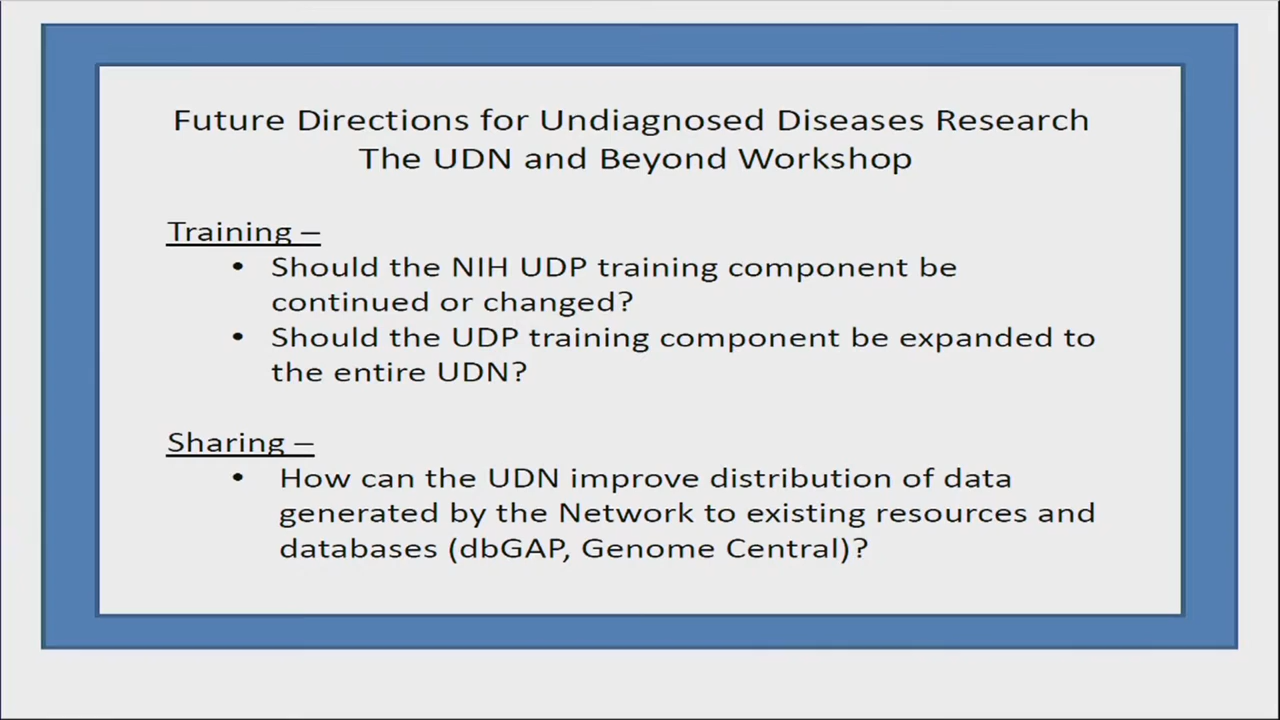 Future Directions for Undiagnosed Diseases Research
The UDN and Beyond Workshop
Training –
• Should the NIH UDP training component be
continued or changed?
• Should the UDP training component be expanded to
the entire UDN?
Sharing –
• How can the UDN improve distribution of data
generated by the Network to existing resources and
databases (dbGAP, Genome Central)?